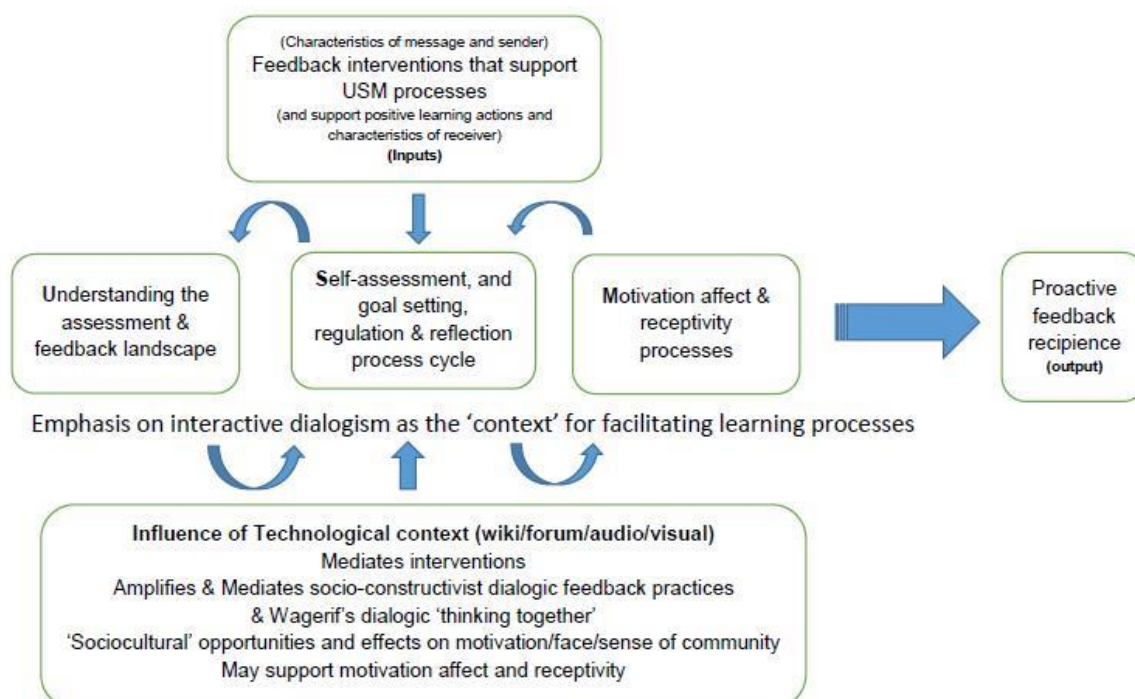 (Characteristics of message and sender)
Feedback interventions that support
USM processes
(and support positive learning actions and
characteristics of receiver)
(Inputs)
Understanding the
assessment &
feedback landscape
Self-assessment, and
goal setting,
regulation & reflection
process cycle
Motivation affect &
receptivity
processes
Proactive
feedback
recipience
(output)
Emphasis on interactive dialogism as the ‘context’ for facilitating learning processes
Influence of Technological context (wiki/forum/audio/visual)
Mediates interventions
Amplifies & Mediates socio-constructivist dialogic feedback practices
& Wagerif’s dialogic ‘thinking together’
‘Sociocultural’ opportunities and effects on motivation/face/sense of community
May support motivation affect and receptivity